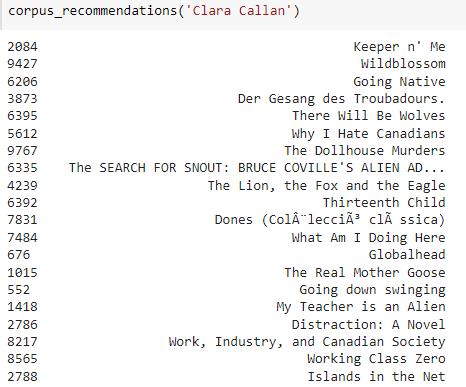 corpus_recommendations('Clara Callan')
2084 Keeper n' Me
9427 Wildblossom
6206 Going Native
3873 Der Gesang des Troubadours.
6395 There Will Be Wolves
5612 Why I Hate Canadians
9767 The Dollhouse Murders
6335 The SEARCH FOR SNOUT: BRUCE COVILLE'S ALIEN AD...
4239 The Lion, the Fox and the Eagle
6392 Thirteenth Child
7831 Dones (ColÂ¨lecciÃ³ clÃ ssica)
7484 What Am I Doing Here
676 Globalhead
1015 The Real Mother Goose
552 Going down swinging
1418 My Teacher is an Alien
2786 Distraction: A Novel
8217 Work, Industry, and Canadian Society
8565 Working Class Zero
2788 Islands in the Net